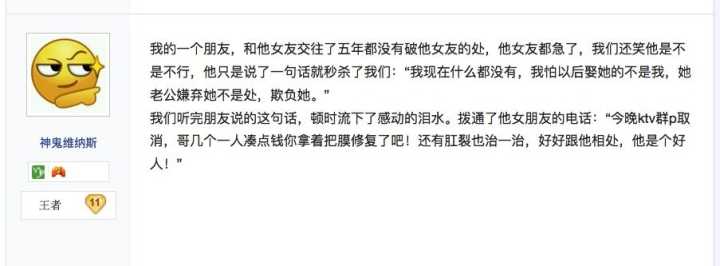 我的一个朋友，和他女友交往了五年都没有破他女友的处，他女友都急了，我们还笑他是不
是不行，他只是说了一句话就秒杀了我们：“我现在什么都没有，我怕以后娶她的不是我，她
老公嫌弃她不是处，欺负她。”
我们听完朋友说的这句话，顿时流下了感动的泪水。拨通了他女朋友的电话：“今晚ktv群p取
消，哥几个一人凑点钱你拿着把膜修复了吧！还有肛裂也治一治，好好跟他相处，他是个好
人！”
神鬼维纳斯
王者 11